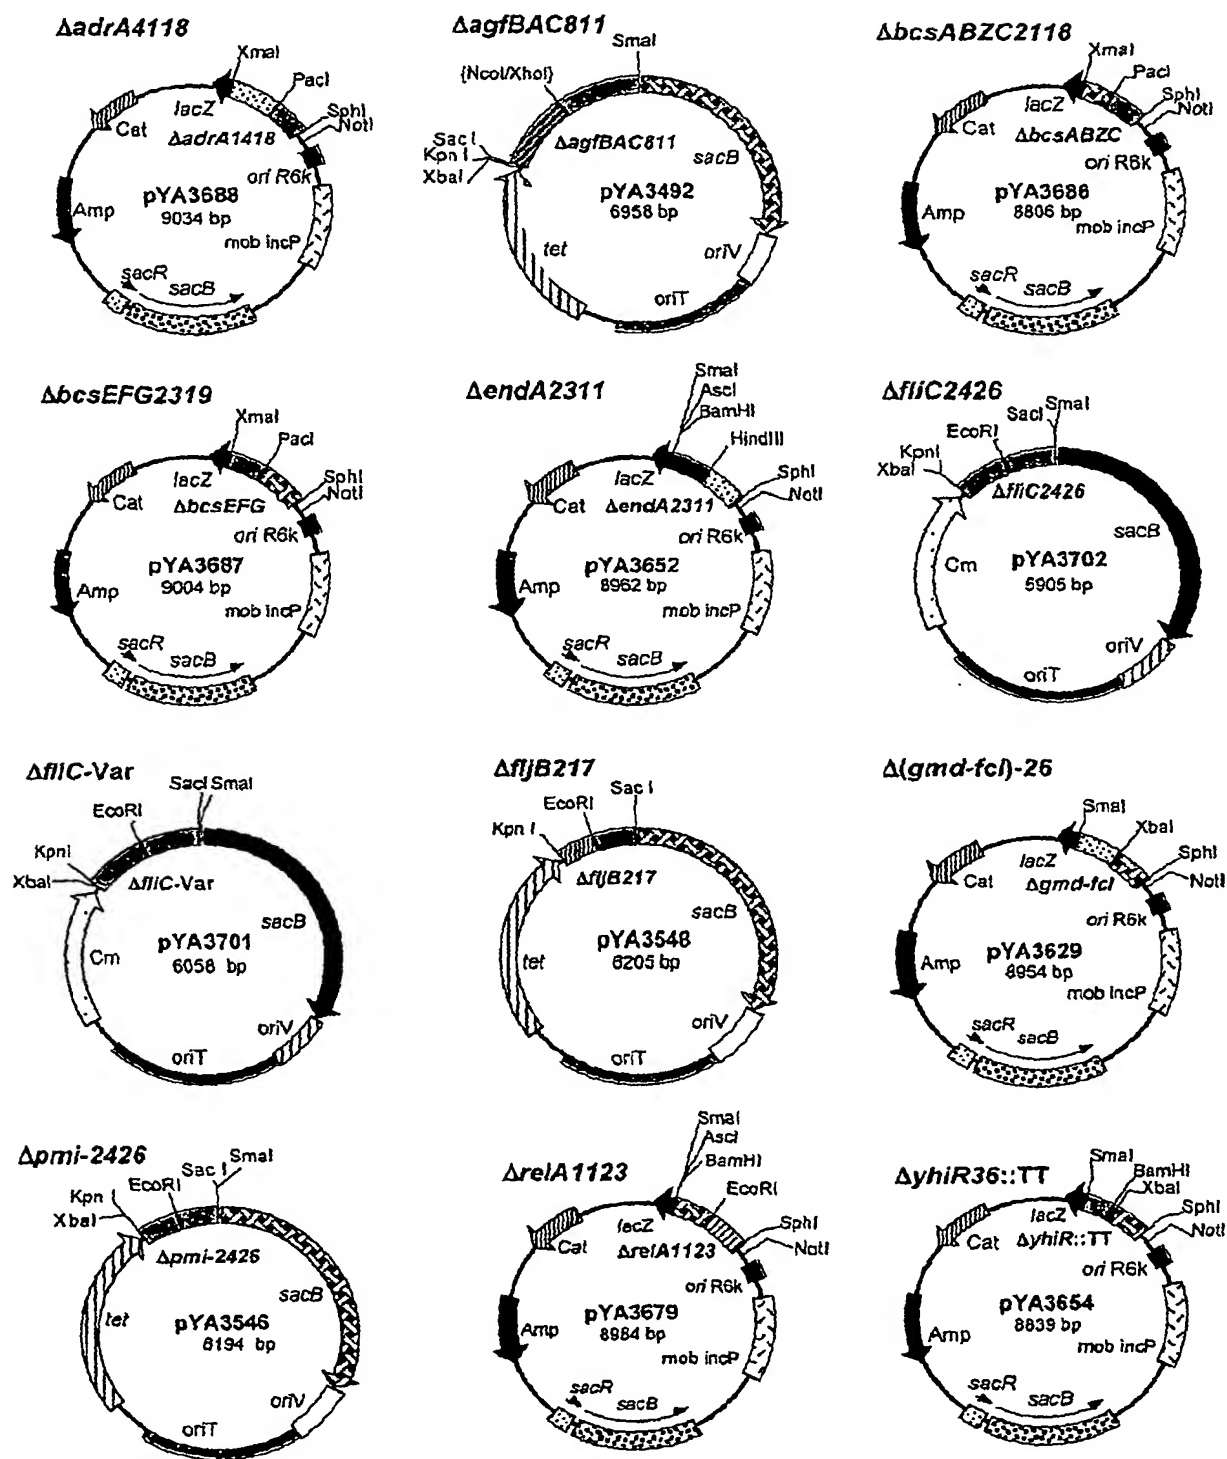 ΔadrA4118
XmaI
PacI
SphI
NotI
lacZ
Cat
ΔadrA1418
ori R6k
pYA3688
9034 bp
Amp
mob incP
sacR
sacB
ΔagfBAC811
SmaI
{NcoI/XhoI}
Sac I
Kpn I
XbaI
ΔagfBAC811
sacB
pYA3492
6958 bp
tet
oriV
oriT
ΔbcsABZC2118
XmaI
PacI
SphI
NotI
lacZ
Cat
ΔbcsABZC
ori R6k
pYA3686
8806 bp
Amp
mob incP
sacR
sacB
ΔbcsEFG2319
XmaI
PacI
SphI
NotI
lacZ
Cat
ΔbcsEFG
ori R6k
pYA3687
9004 bp
Amp
mob incP
sacR
sacB
ΔendA2311
SmaI
AscI
BamHI
HindIII
SphI
NotI
lacZ
Cat
ΔendA2311
ori R6k
pYA3652
8962 bp
Amp
mob incP
sacR
sacB
ΔfliC2426
SmaI
SacI
EcoRI
KpnI
XbaI
ΔfliC2426
sacB
Cm
pYA3702
5905 bp
oriV
oriT
ΔfliC-Var
SacI
SmaI
EcoRI
KpnI
XbaI
ΔfliC-Var
sacB
pYA3701
6058 bp
Cm
oriV
oriT
ΔfljB217
Sac I
EcoRI
Kpn I
ΔfljB217
sacB
pYA3548
6205 bp
tet
oriV
oriT
Δ(gmd-fcl)-26
SmaI
XbaI
SphI
NotI
lacZ
Cat
Δgmd-fcl
ori R6k
pYA3629
8954 bp
Amp
mob incP
sacR
sacB
Δpmi-2426
SmaI
Sac I
EcoRI
Kpn I
XbaI
Δpmi-2426
sacB
tet
pYA3546
6194 bp
oriV
oriT
ΔrelA1123
SmaI
AscI
BamHI
EcoRI
SphI
NotI
lacZ
Cat
ΔrelA1123
ori R6k
pYA3679
8984 bp
Amp
mob incP
sacR
sacB
ΔyhiR36::TT
SmaI
BamHI
XbaI
SphI
NotI
lacZ
Cat
ΔyhiR::TT
ori R6k
pYA3654
8839 bp
Amp
mob incP
sacR
sacB